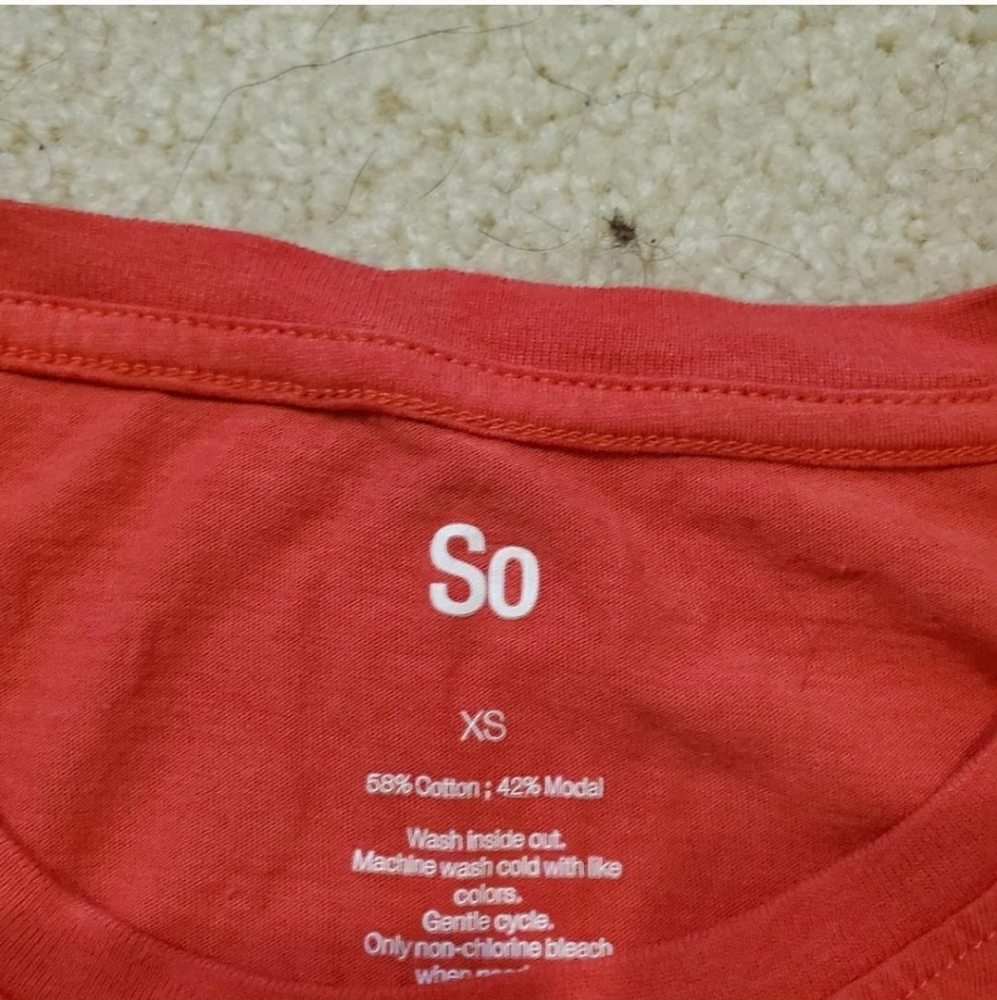 So
XS
58% Cotton ; 42% Modal
Wash inside out.
Machine wash cold with like
colors.
Gentle cycle.
Only non-chlorine bleach
when